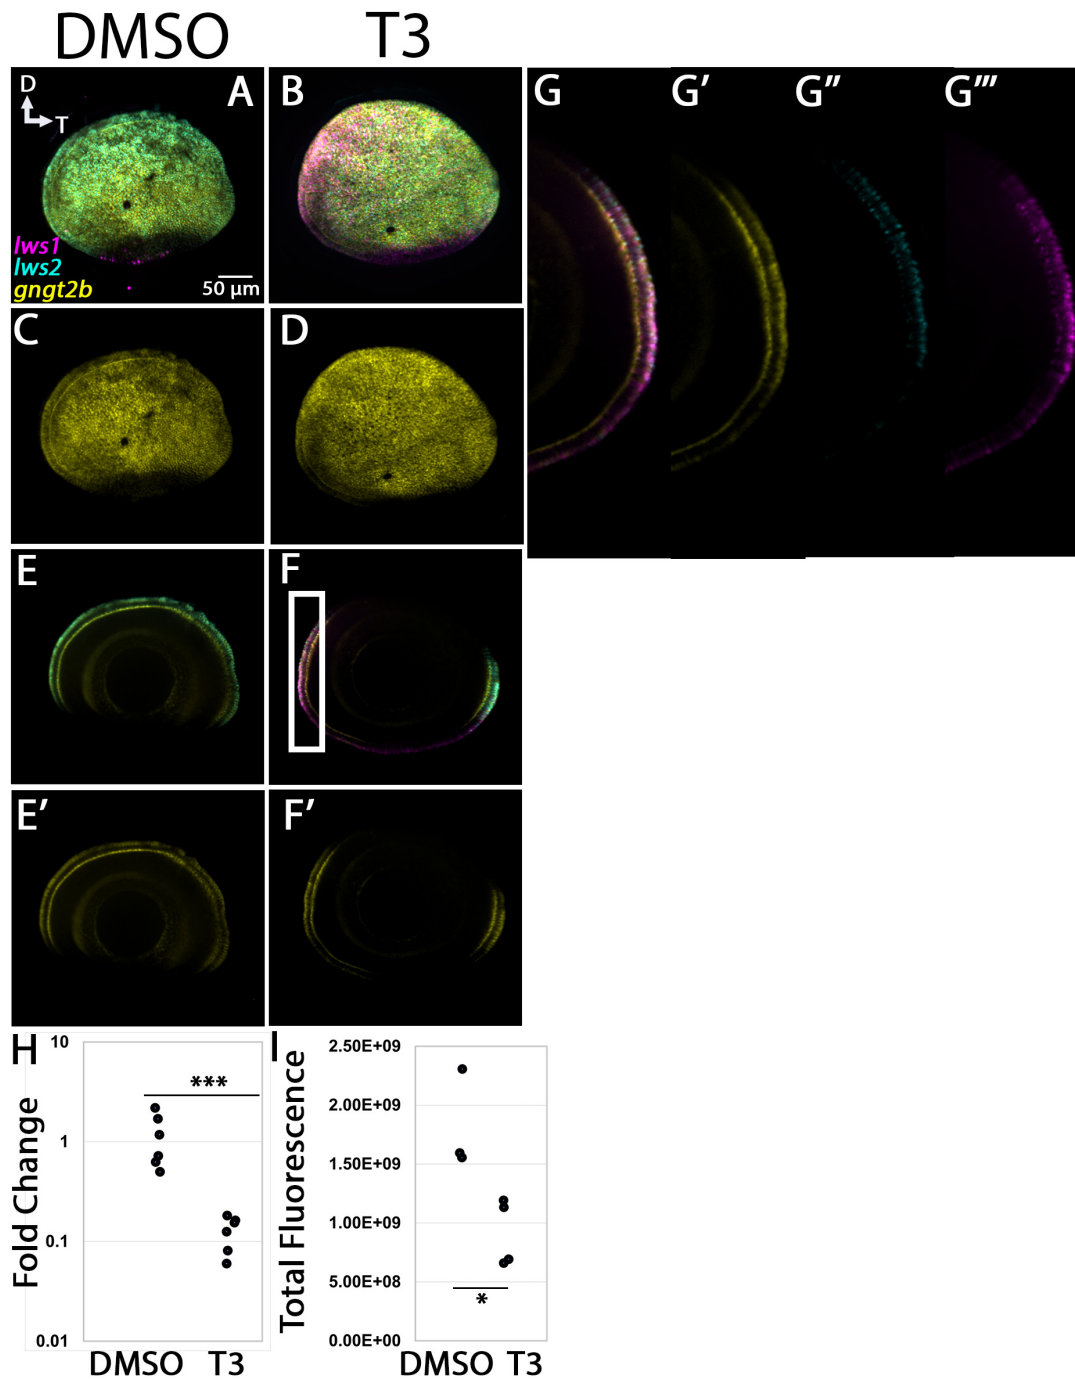 DMSO T3
D
T
A
B
G
G′
G″
G‴
lws1
lws2
gngt2b
50 µm
C
D
E
F
E′
F′
H
10
1
0.1
0.01
Fold Change
***
DMSO T3
I
2.50E+09
2.00E+09
1.50E+09
1.00E+09
5.00E+08
0.00E+00
Total Fluorescence
*
DMSO T3